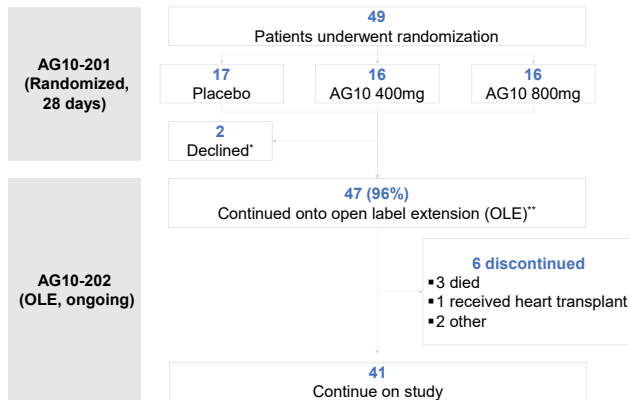 AG10-201
(Randomized,
28 days)
49
Patients underwent randomization
17
Placebo
16
AG10 400mg
16
AG10 800mg
2
Declined*
AG10-202
(OLE, ongoing)
47 (96%)
Continued onto open label extension (OLE)**
6 discontinued
▪3 died
▪1 received heart transplant
▪2 other
41
Continue on study